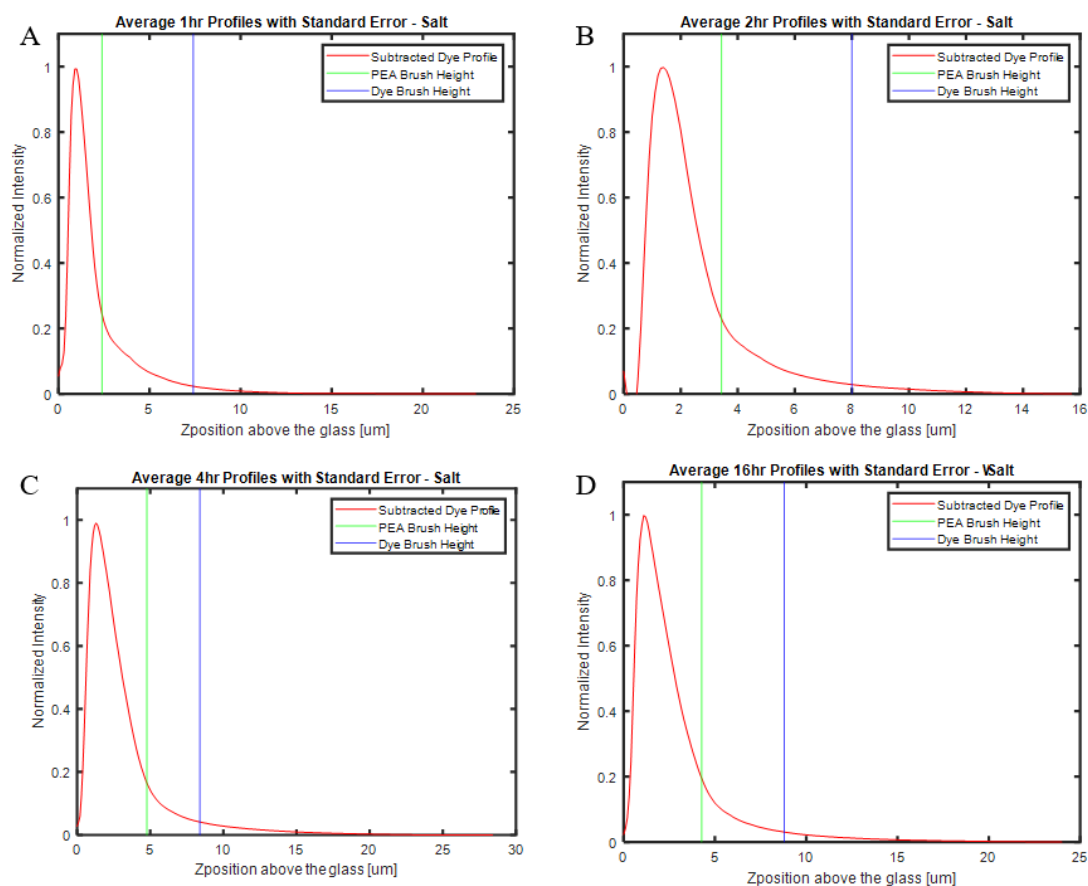 A
Average 1hr Profiles with Standard Error - Salt
Subtracted Dye Profile
PEA Brush Height
Dye Brush Height
Normalized Intensity
1
0.8
0.6
0.4
0.2
0
0 5 10 15 20 25
Zposition above the glass [um]
B
Average 2hr Profiles with Standard Error - Salt
Subtracted Dye Profile
PEA Brush Height
Dye Brush Height
Normalized Intensity
1
0.8
0.6
0.4
0.2
0
0 2 4 6 8 10 12 14 16
Zposition above the glass [um]
C
Average 4hr Profiles with Standard Error - Salt
Subtracted Dye Profile
PEA Brush Height
Dye Brush Height
Normalized Intensity
1
0.8
0.6
0.4
0.2
0
0 5 10 15 20 25 30
Zposition above the glass [um]
D
Average 16hr Profiles with Standard Error - \Salt
Subtracted Dye Profile
PEA Brush Height
Dye Brush Height
Normalized Intensity
1
0.8
0.6
0.4
0.2
0
0 5 10 15 20 25
Zposition above the glass [um]